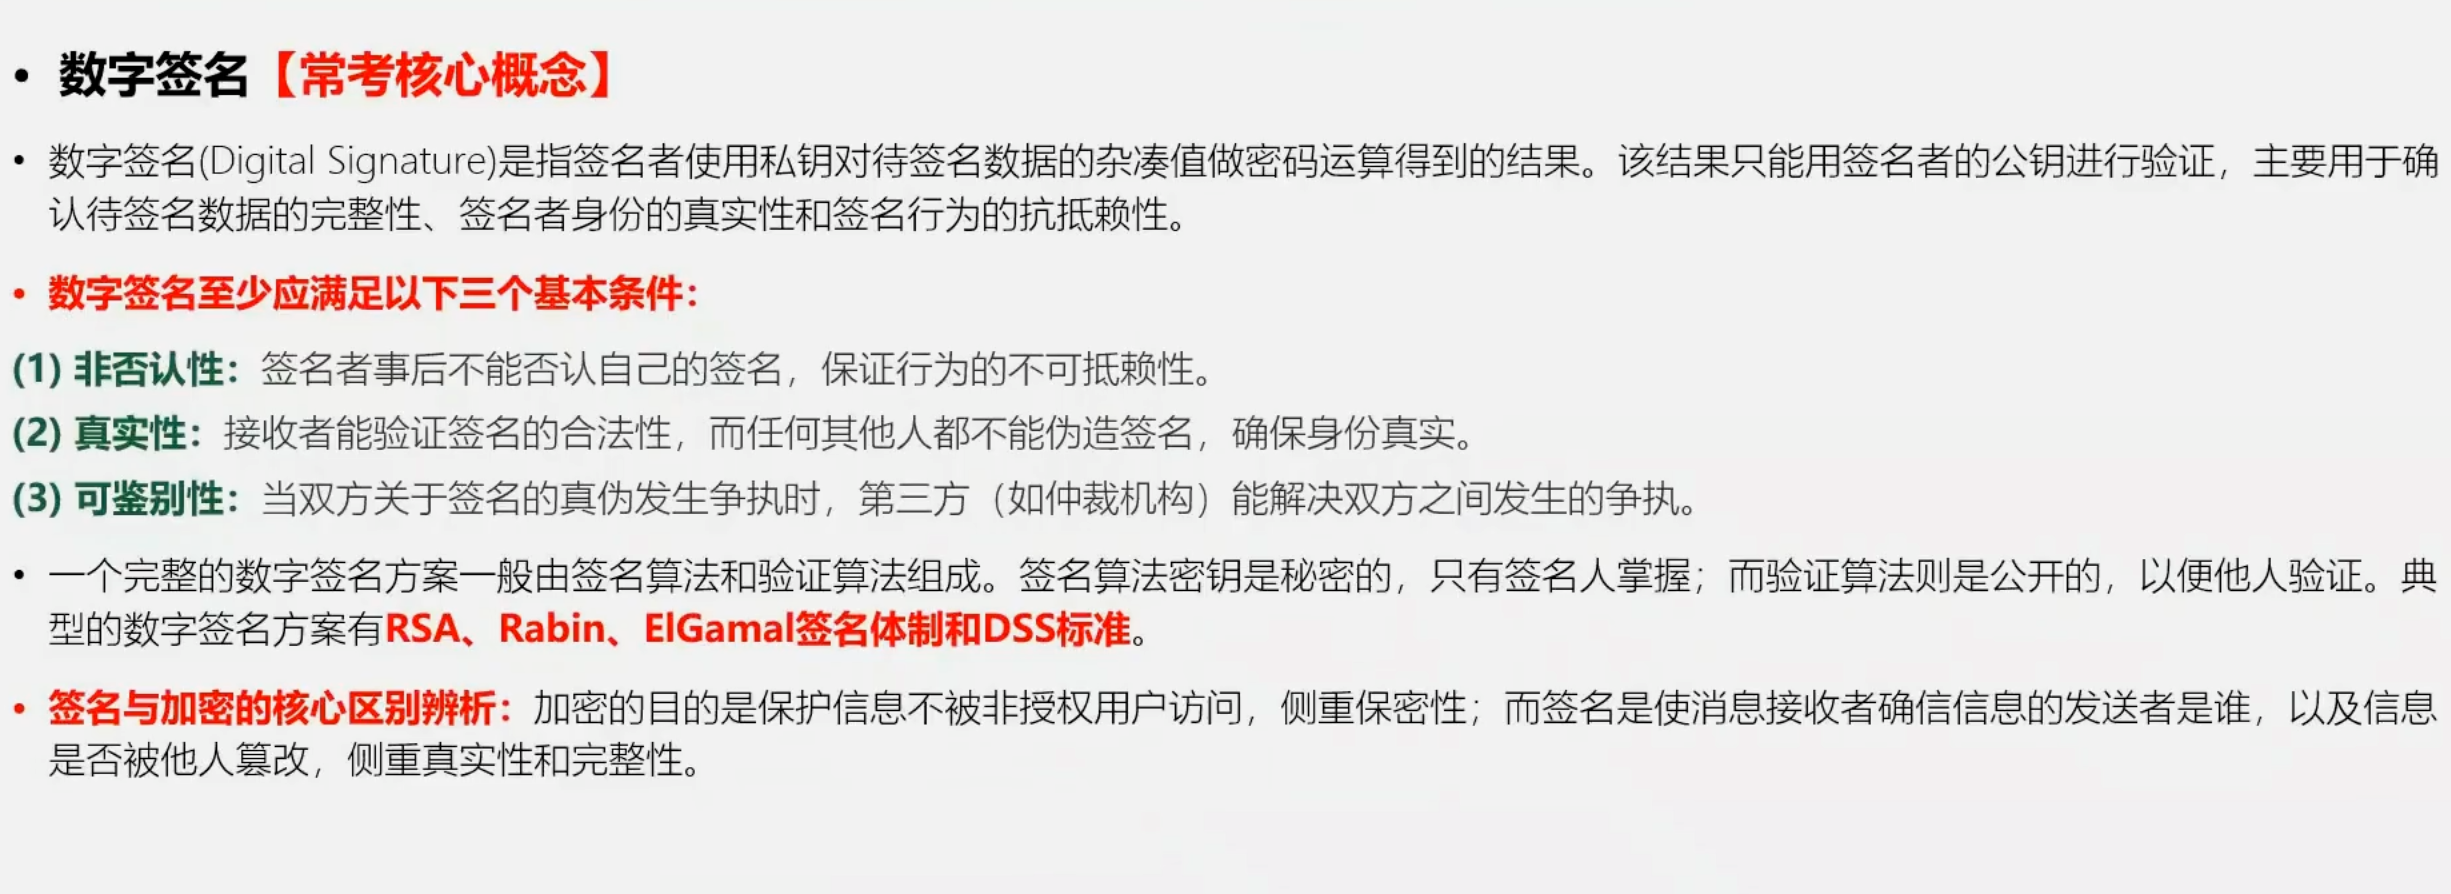 • 数字签名【常考核心概念】
• 数字签名(Digital Signature)是指签名者使用私钥对待签名数据的杂凑值做密码运算得到的结果。该结果只能用签名者的公钥进行验证，主要用于确
认待签名数据的完整性、签名者身份的真实性和签名行为的抗抵赖性。
• 数字签名至少应满足以下三个基本条件：
(1) 非否认性：签名者事后不能否认自己的签名，保证行为的不可抵赖性。
(2) 真实性：接收者能验证签名的合法性，而任何其他人都不能伪造签名，确保身份真实。
(3) 可鉴别性：当双方关于签名的真伪发生争执时，第三方（如仲裁机构）能解决双方之间发生的争执。
• 一个完整的数字签名方案一般由签名算法和验证算法组成。签名算法密钥是秘密的，只有签名人掌握；而验证算法则是公开的，以便他人验证。典
型的数字签名方案有RSA、Rabin、ElGamal签名体制和DSS标准。
• 签名与加密的核心区别辨析：加密的目的是保护信息不被非授权用户访问，侧重保密性；而签名是使消息接收者确信信息的发送者是谁，以及信息
是否被他人篡改，侧重真实性和完整性。